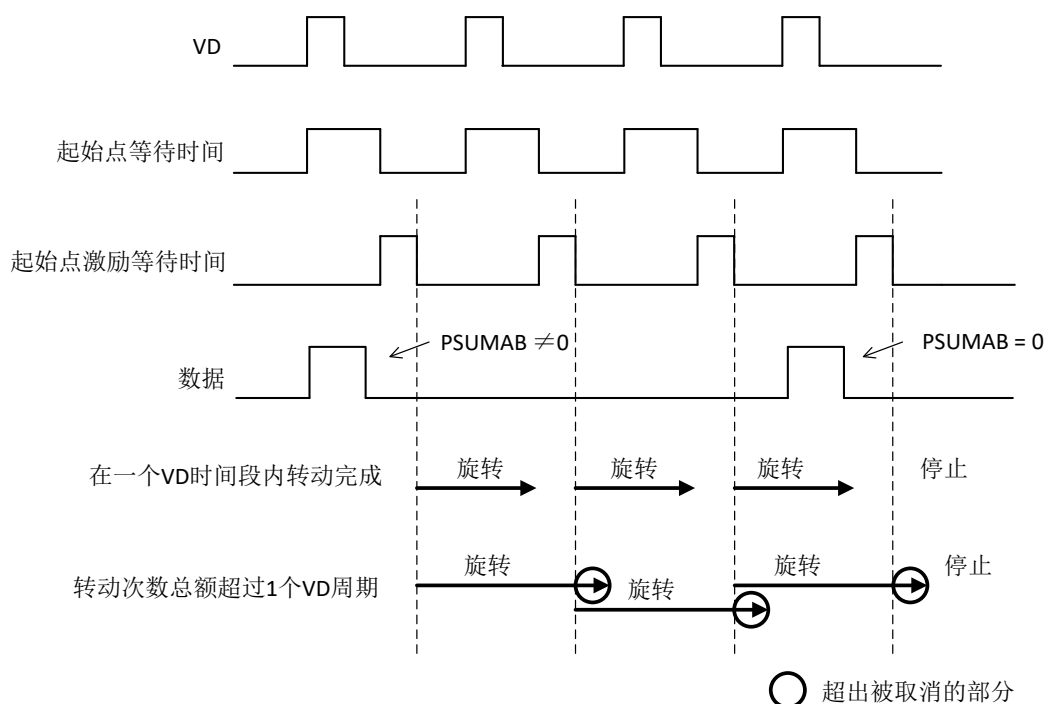 VD
起始点等待时间
起始点激励等待时间
PSUMAB ≠0
PSUMAB = 0
数据
在一个VD时间段内转动完成
旋转
旋转
旋转
停止
转动次数总额超过1个VD周期
旋转
旋转
旋转
停止
超出被取消的部分